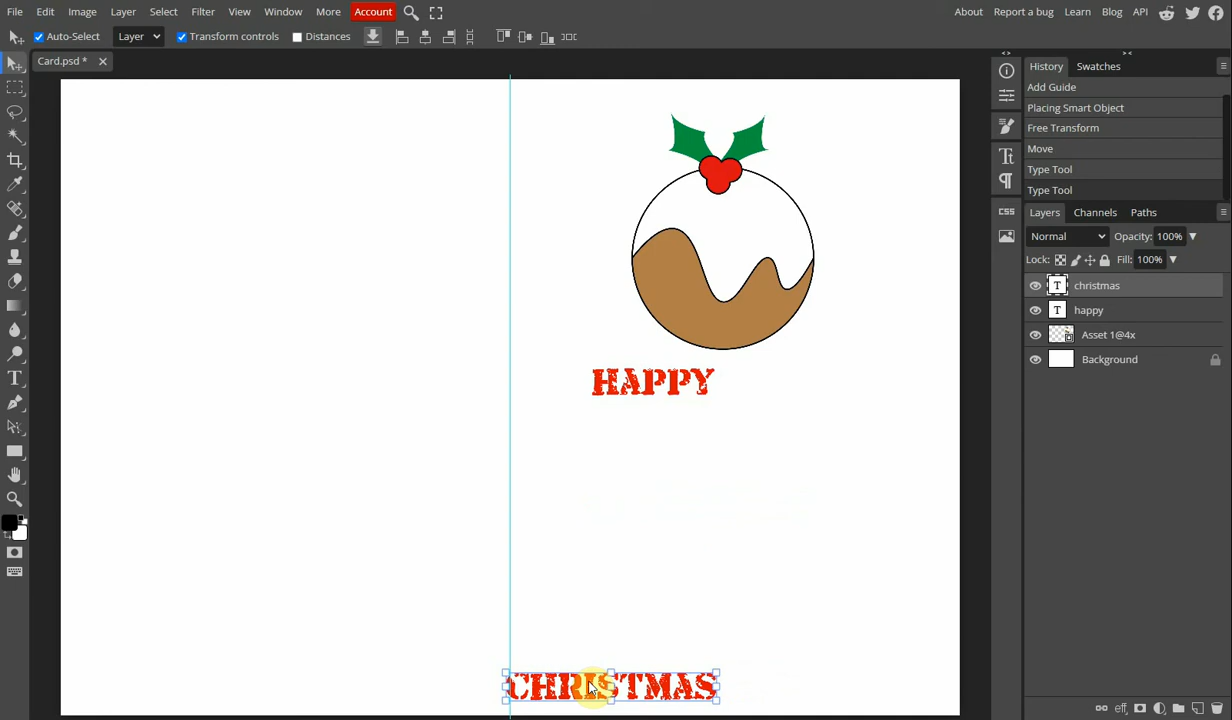 File Edit Image Layer Select Filter View Window More Account About Report a bug Learn Blog API
Auto-Select Layer Transform controls Distances
Card.psd *
History Swatches
Add Guide
Placing Smart Object
Free Transform
Move
Type Tool
Type Tool
Layers Channels Paths
Normal Opacity: 100%
Lock: Fill: 100%
T christmas
T happy
Asset 1@4x
Background
CSS
eff
HAPPY
CHRISTMAS